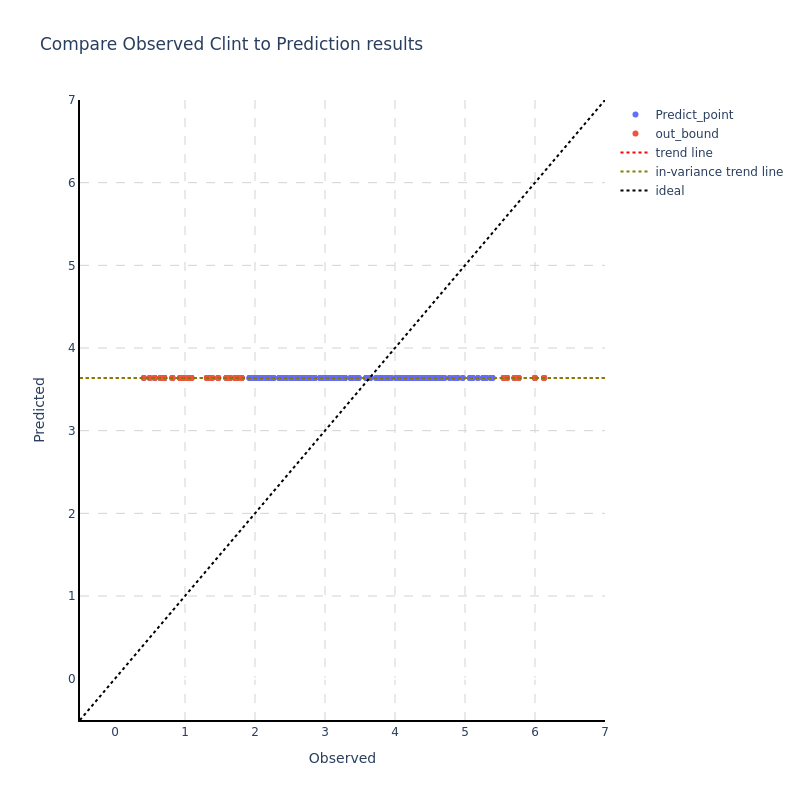 Compare Observed Clint to Prediction results
Predict_point
out_bound
trend line
in-variance trend line
ideal
7
6
5
4
3
2
1
0
Predicted
0 1 2 3 4 5 6 7
Observed